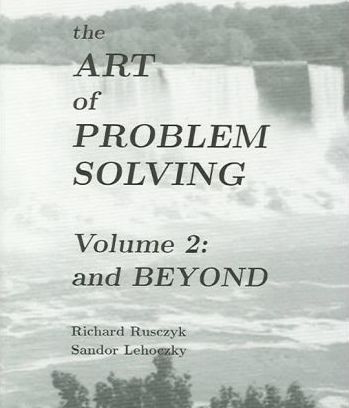 the
ART
of
PROBLEM
SOLVING
Volume 2:
and BEYOND
Richard Rusczyk
Sandor Lehoczky